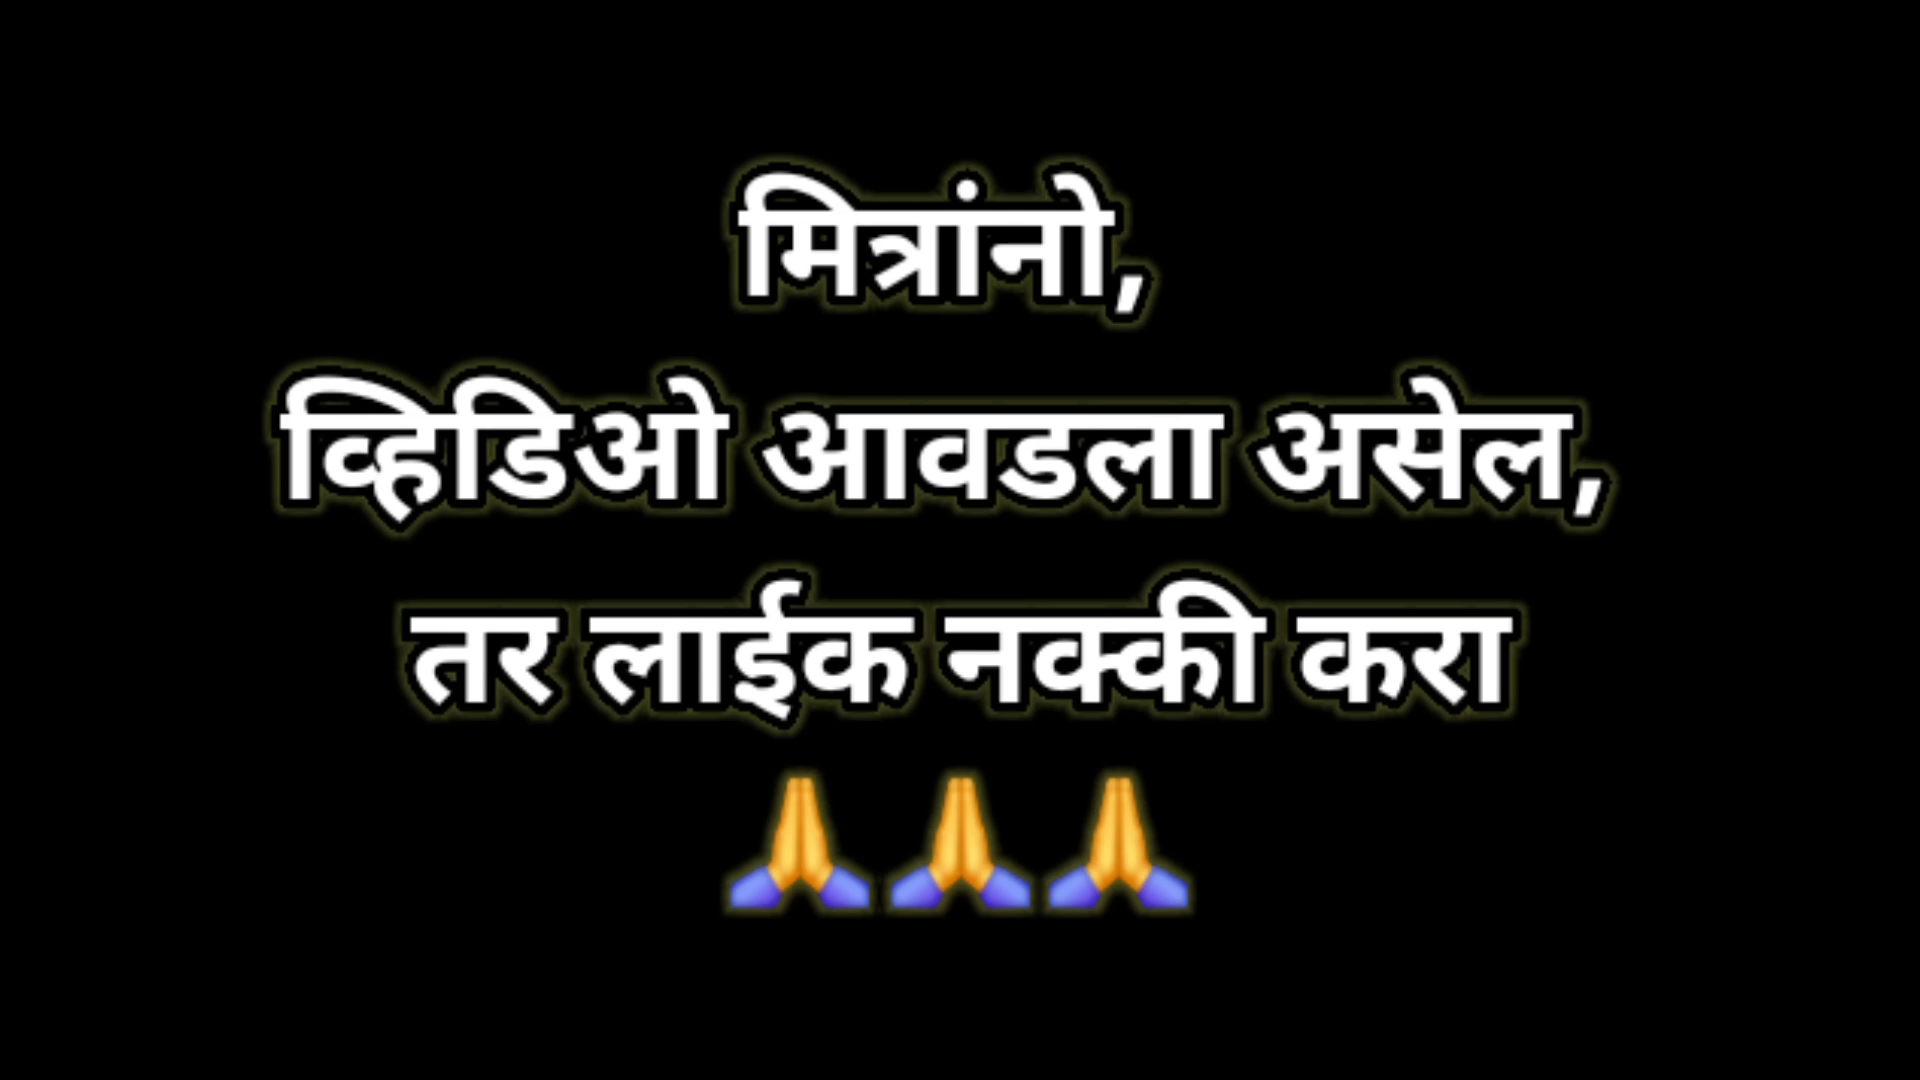 मित्रांनो,
व्हिडिओ आवडला असेल,
तर लाईक नक्की करा
🙏🙏🙏